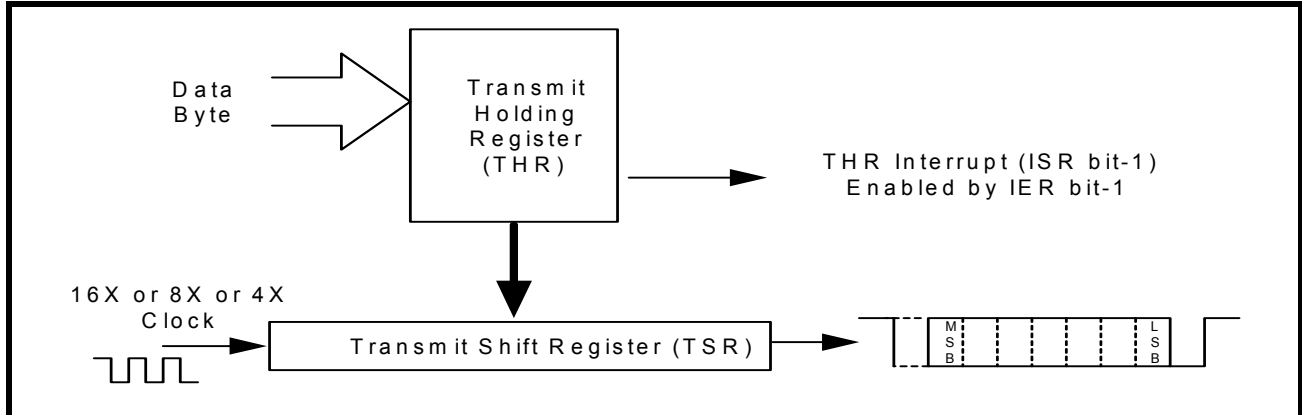 Data
Byte
Transmit
Holding
Register
(THR)
THR Interrupt (ISR bit-1)
Enabled by IER bit-1
16X or 8X or 4X
Clock
Transmit Shift Register (TSR)
M
S
B
L
S
B